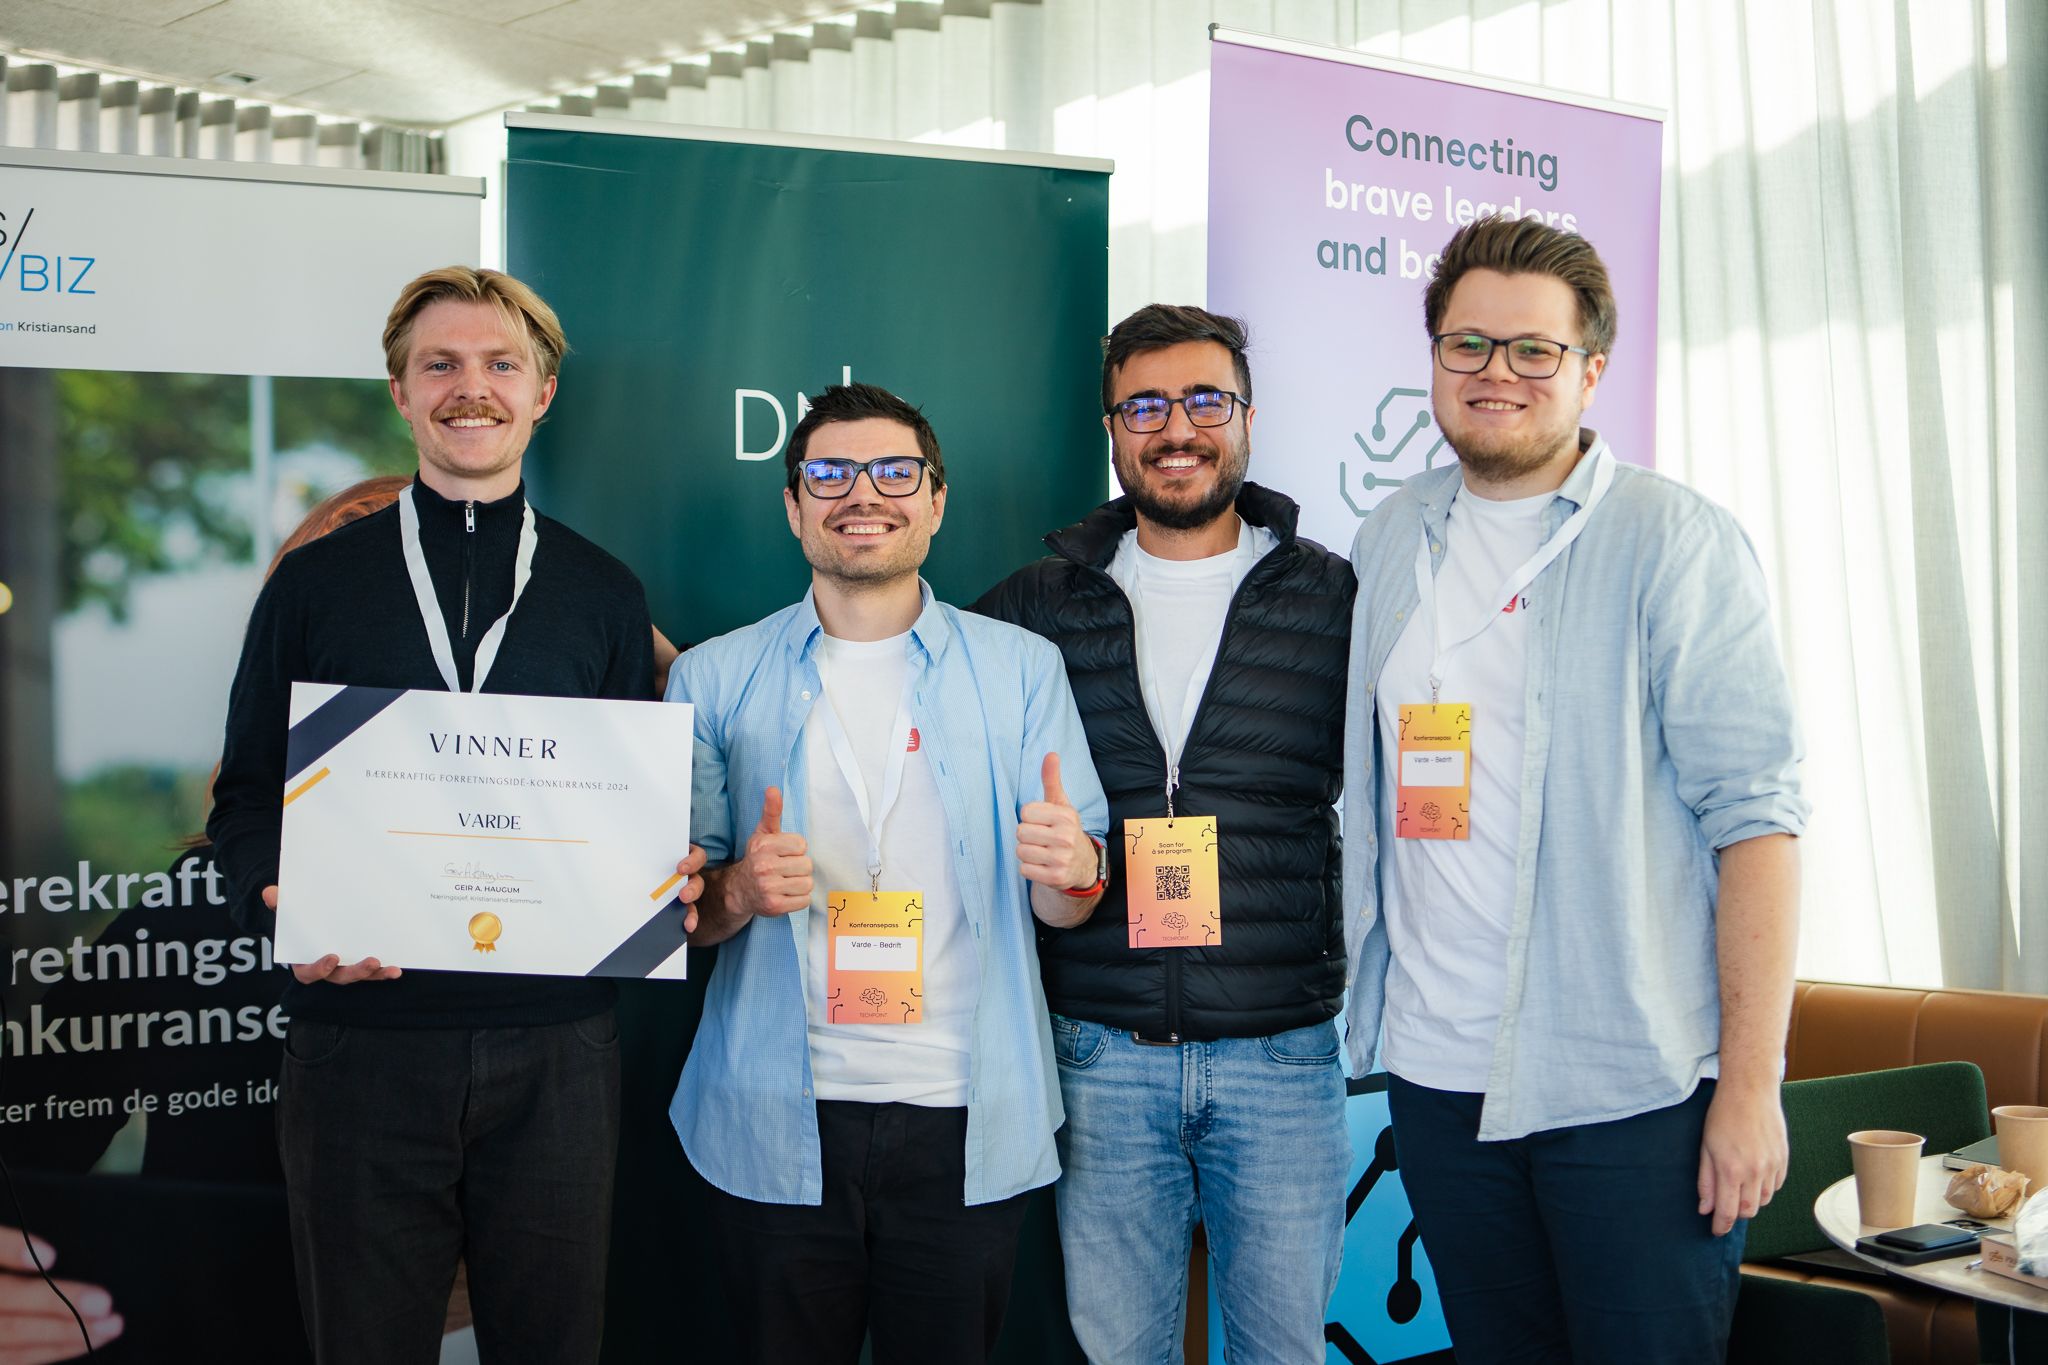 S/
/BIZ
on Kristiansand
erekraft
retnings
nkurranse
ter frem de gode ide
DN
Connecting
brave leaders
and b
VINNER
BÆREKRAFTIG FORRETNINGSIDE-KONKURRANSE 2024
VARDE
GEIR A. HAUGUM
Næringssjef, Kristiansand kommune
Konferansepass
Varde – Bedrift
TECHPOINT
Scan for
å se program
TECHPOINT
V
Konferansepass
Varde – Bedrift
TECHPOINT